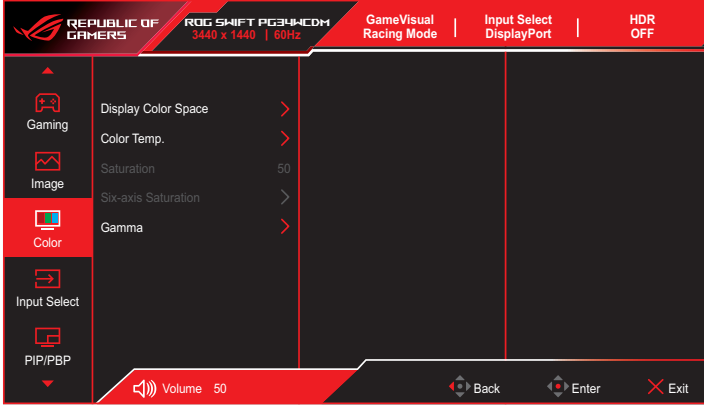 REPUBLIC OF
GAMERS
ROG SWIFT PG34WCDM
3440 x 1440 | 60Hz
GameVisual
Racing Mode
Input Select
DisplayPort
HDR
OFF
Gaming
Image
Color
Input Select
PIP/PBP
Display Color Space
Color Temp.
Saturation 50
Six-axis Saturation
Gamma
Volume 50
Back
Enter
Exit